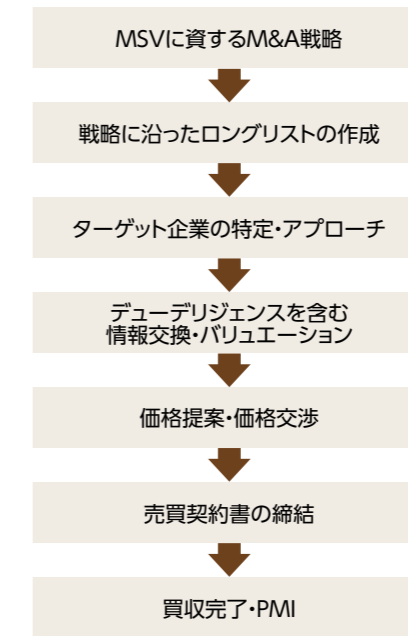 MSVに資するM&A戦略
戦略に沿ったロングリストの作成
ターゲット企業の特定・アプローチ
デューデリジェンスを含む
情報交換・バリュエーション
価格提案・価格交渉
売買契約書の締結
買収完了・PMI